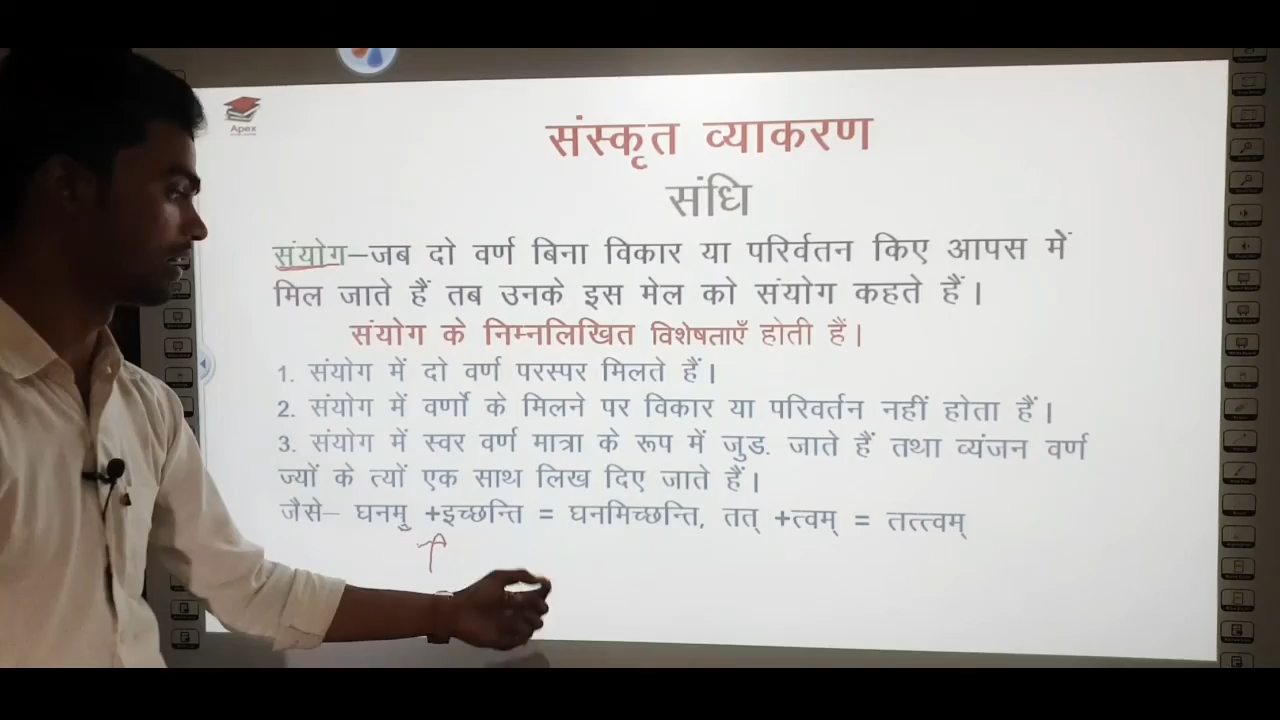 Apex
संस्कृत व्याकरण
संधि
संयोग–जब दो वर्ण बिना विकार या परिर्वतन किए आपस में
मिल जाते हैं तब उनके इस मेल को संयोग कहते हैं।
संयोग के निम्नलिखित विशेषताएँ होती हैं।
1. संयोग में दो वर्ण परस्पर मिलते हैं।
2. संयोग में वर्णो के मिलने पर विकार या परिवर्तन नहीं होता हैं।
3. संयोग में स्वर वर्ण मात्रा के रूप में जुड. जाते हैं तथा व्यंजन वर्ण
ज्यों के त्यों एक साथ लिख दिए जाते हैं।
जैसे– घनम् +इच्छन्ति = घनमिच्छन्ति, तत् +त्वम् = तत्त्वम्